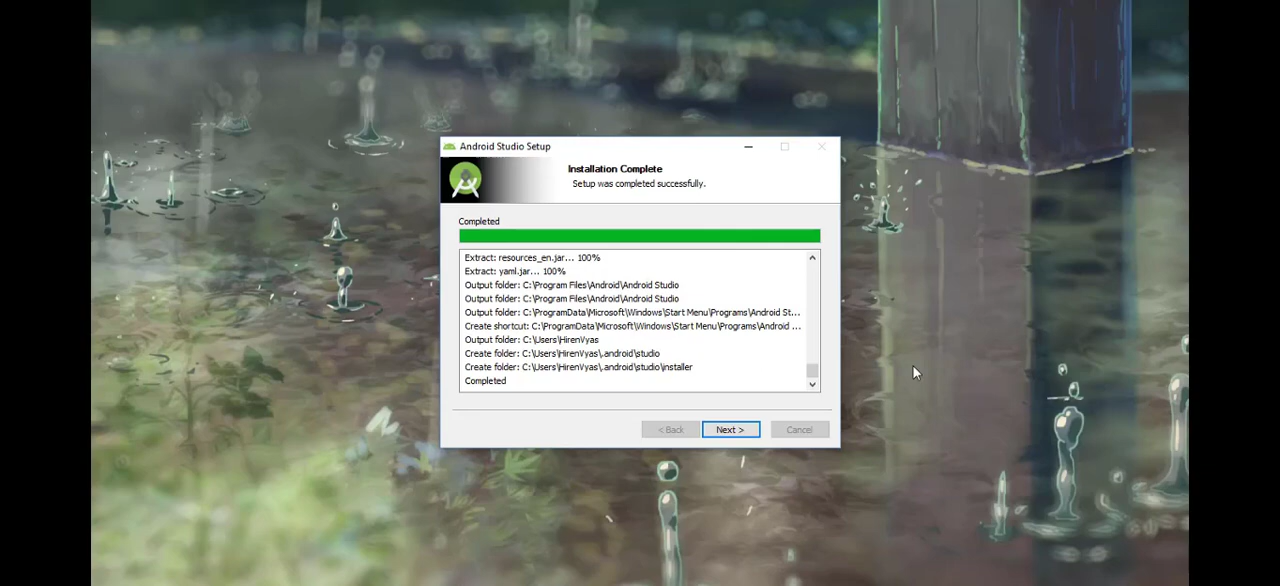 Android Studio Setup
Installation Complete
Setup was completed successfully.
Completed
Extract: resources_en.jar... 100%
Extract: yaml.jar... 100%
Output folder: C:\Program Files\Android\Android Studio
Output folder: C:\Program Files\Android\Android Studio
Output folder: C:\ProgramData\Microsoft\Windows\Start Menu\Programs\Android St...
Create shortcut: C:\ProgramData\Microsoft\Windows\Start Menu\Programs\Android ...
Output folder: C:\Users\HirenVyas
Create folder: C:\Users\HirenVyas\.android\studio
Create folder: C:\Users\HirenVyas\.android\studio\installer
Completed
< Back Next > Cancel